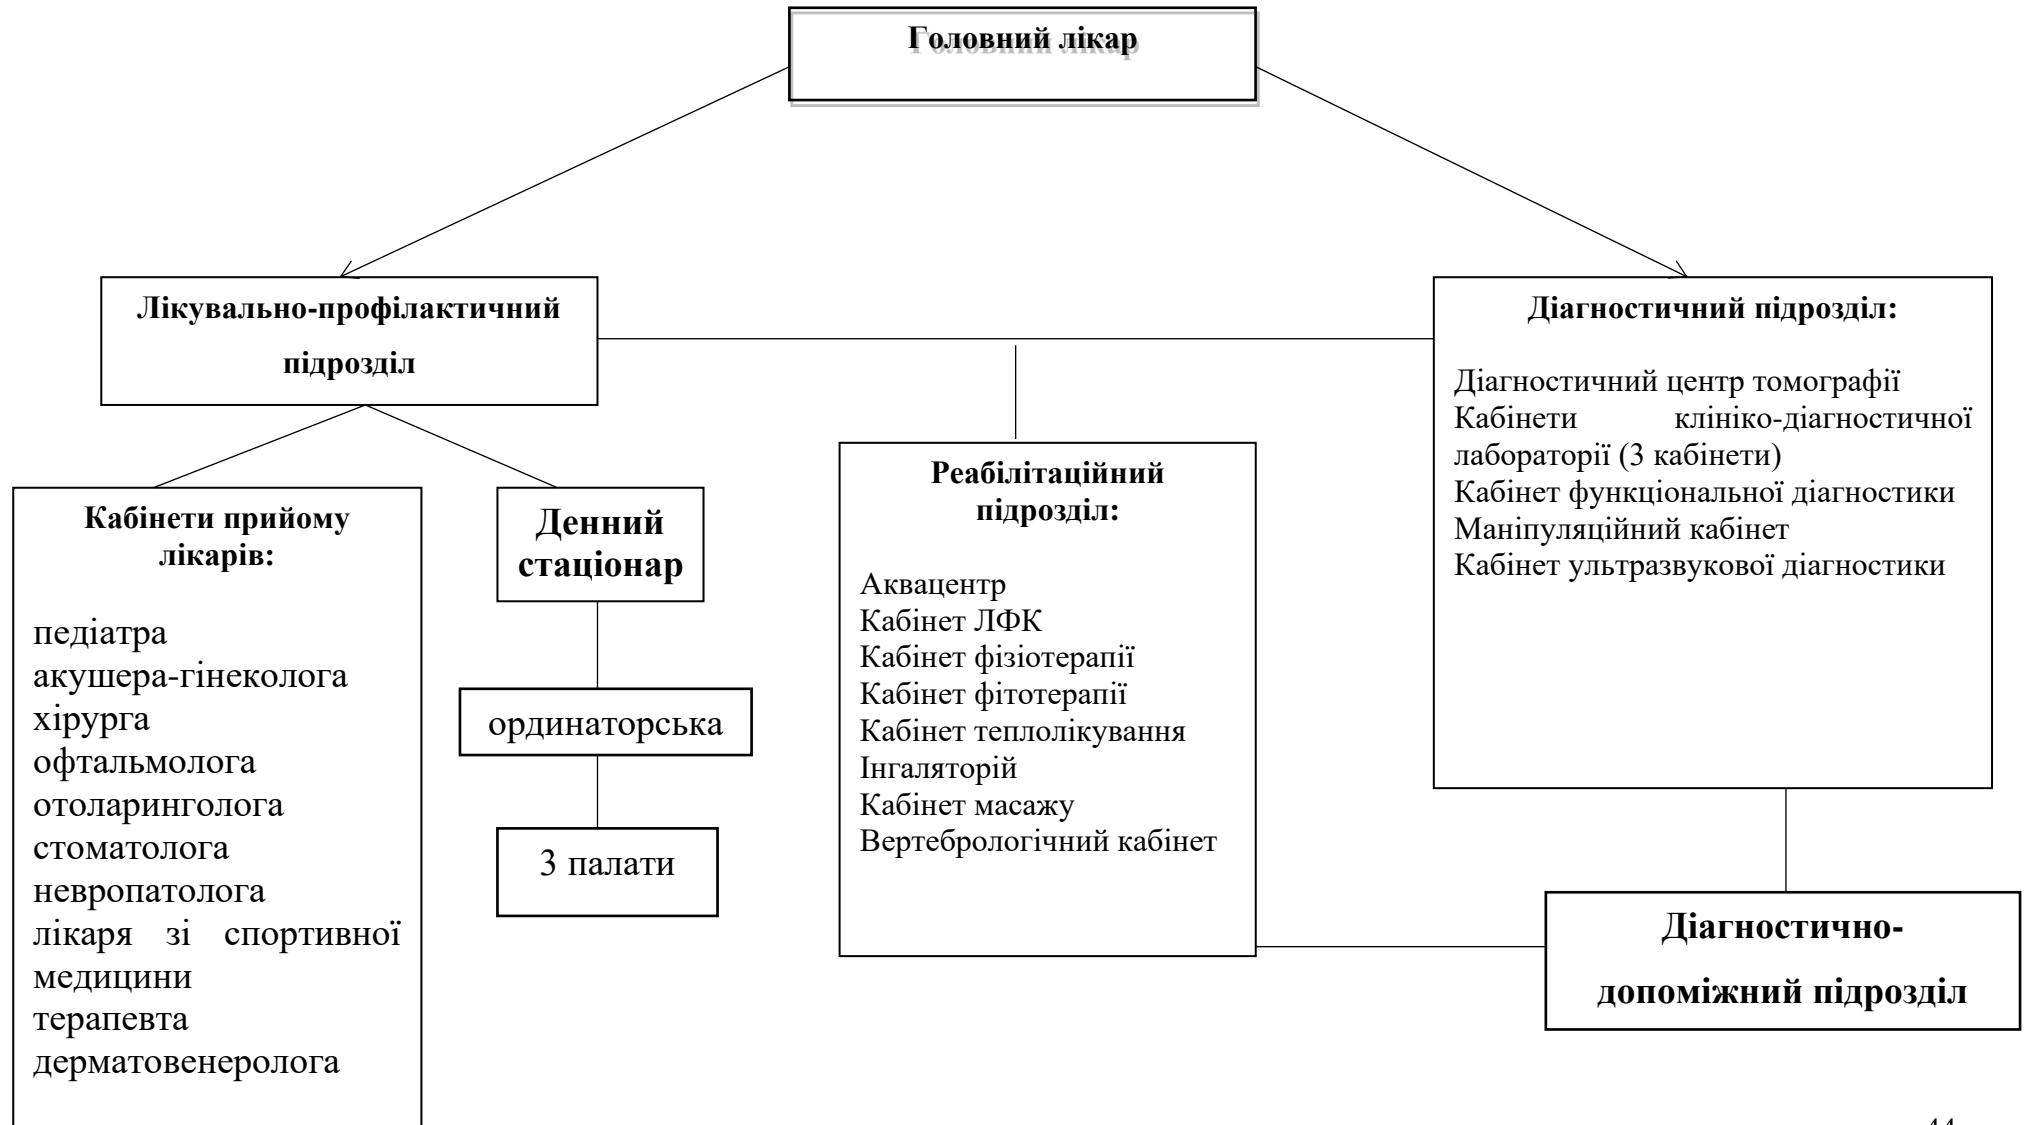 Головний лікар
Лікувально-профілактичний
підрозділ
Діагностичний підрозділ:
Діагностичний центр томографії
Кабінети клініко-діагностичної
лабораторії (3 кабінети)
Кабінет функціональної діагностики
Маніпуляційний кабінет
Кабінет ультразвукової діагностики
Кабінети прийому
лікарів:
педіатра
акушера-гінеколога
хірурга
офтальмолога
отоларинголога
стоматолога
невропатолога
лікаря зі спортивної
медицини
терапевта
дерматовенеролога
Денний
стаціонар
ординаторська
3 палати
Реабілітаційний
підрозділ:
Аквацентр
Кабінет ЛФК
Кабінет фізіотерапії
Кабінет фітотерапії
Кабінет теплолікування
Інгаляторій
Кабінет масажу
Вертебрологічний кабінет
Діагностично-
допоміжний підрозділ
44